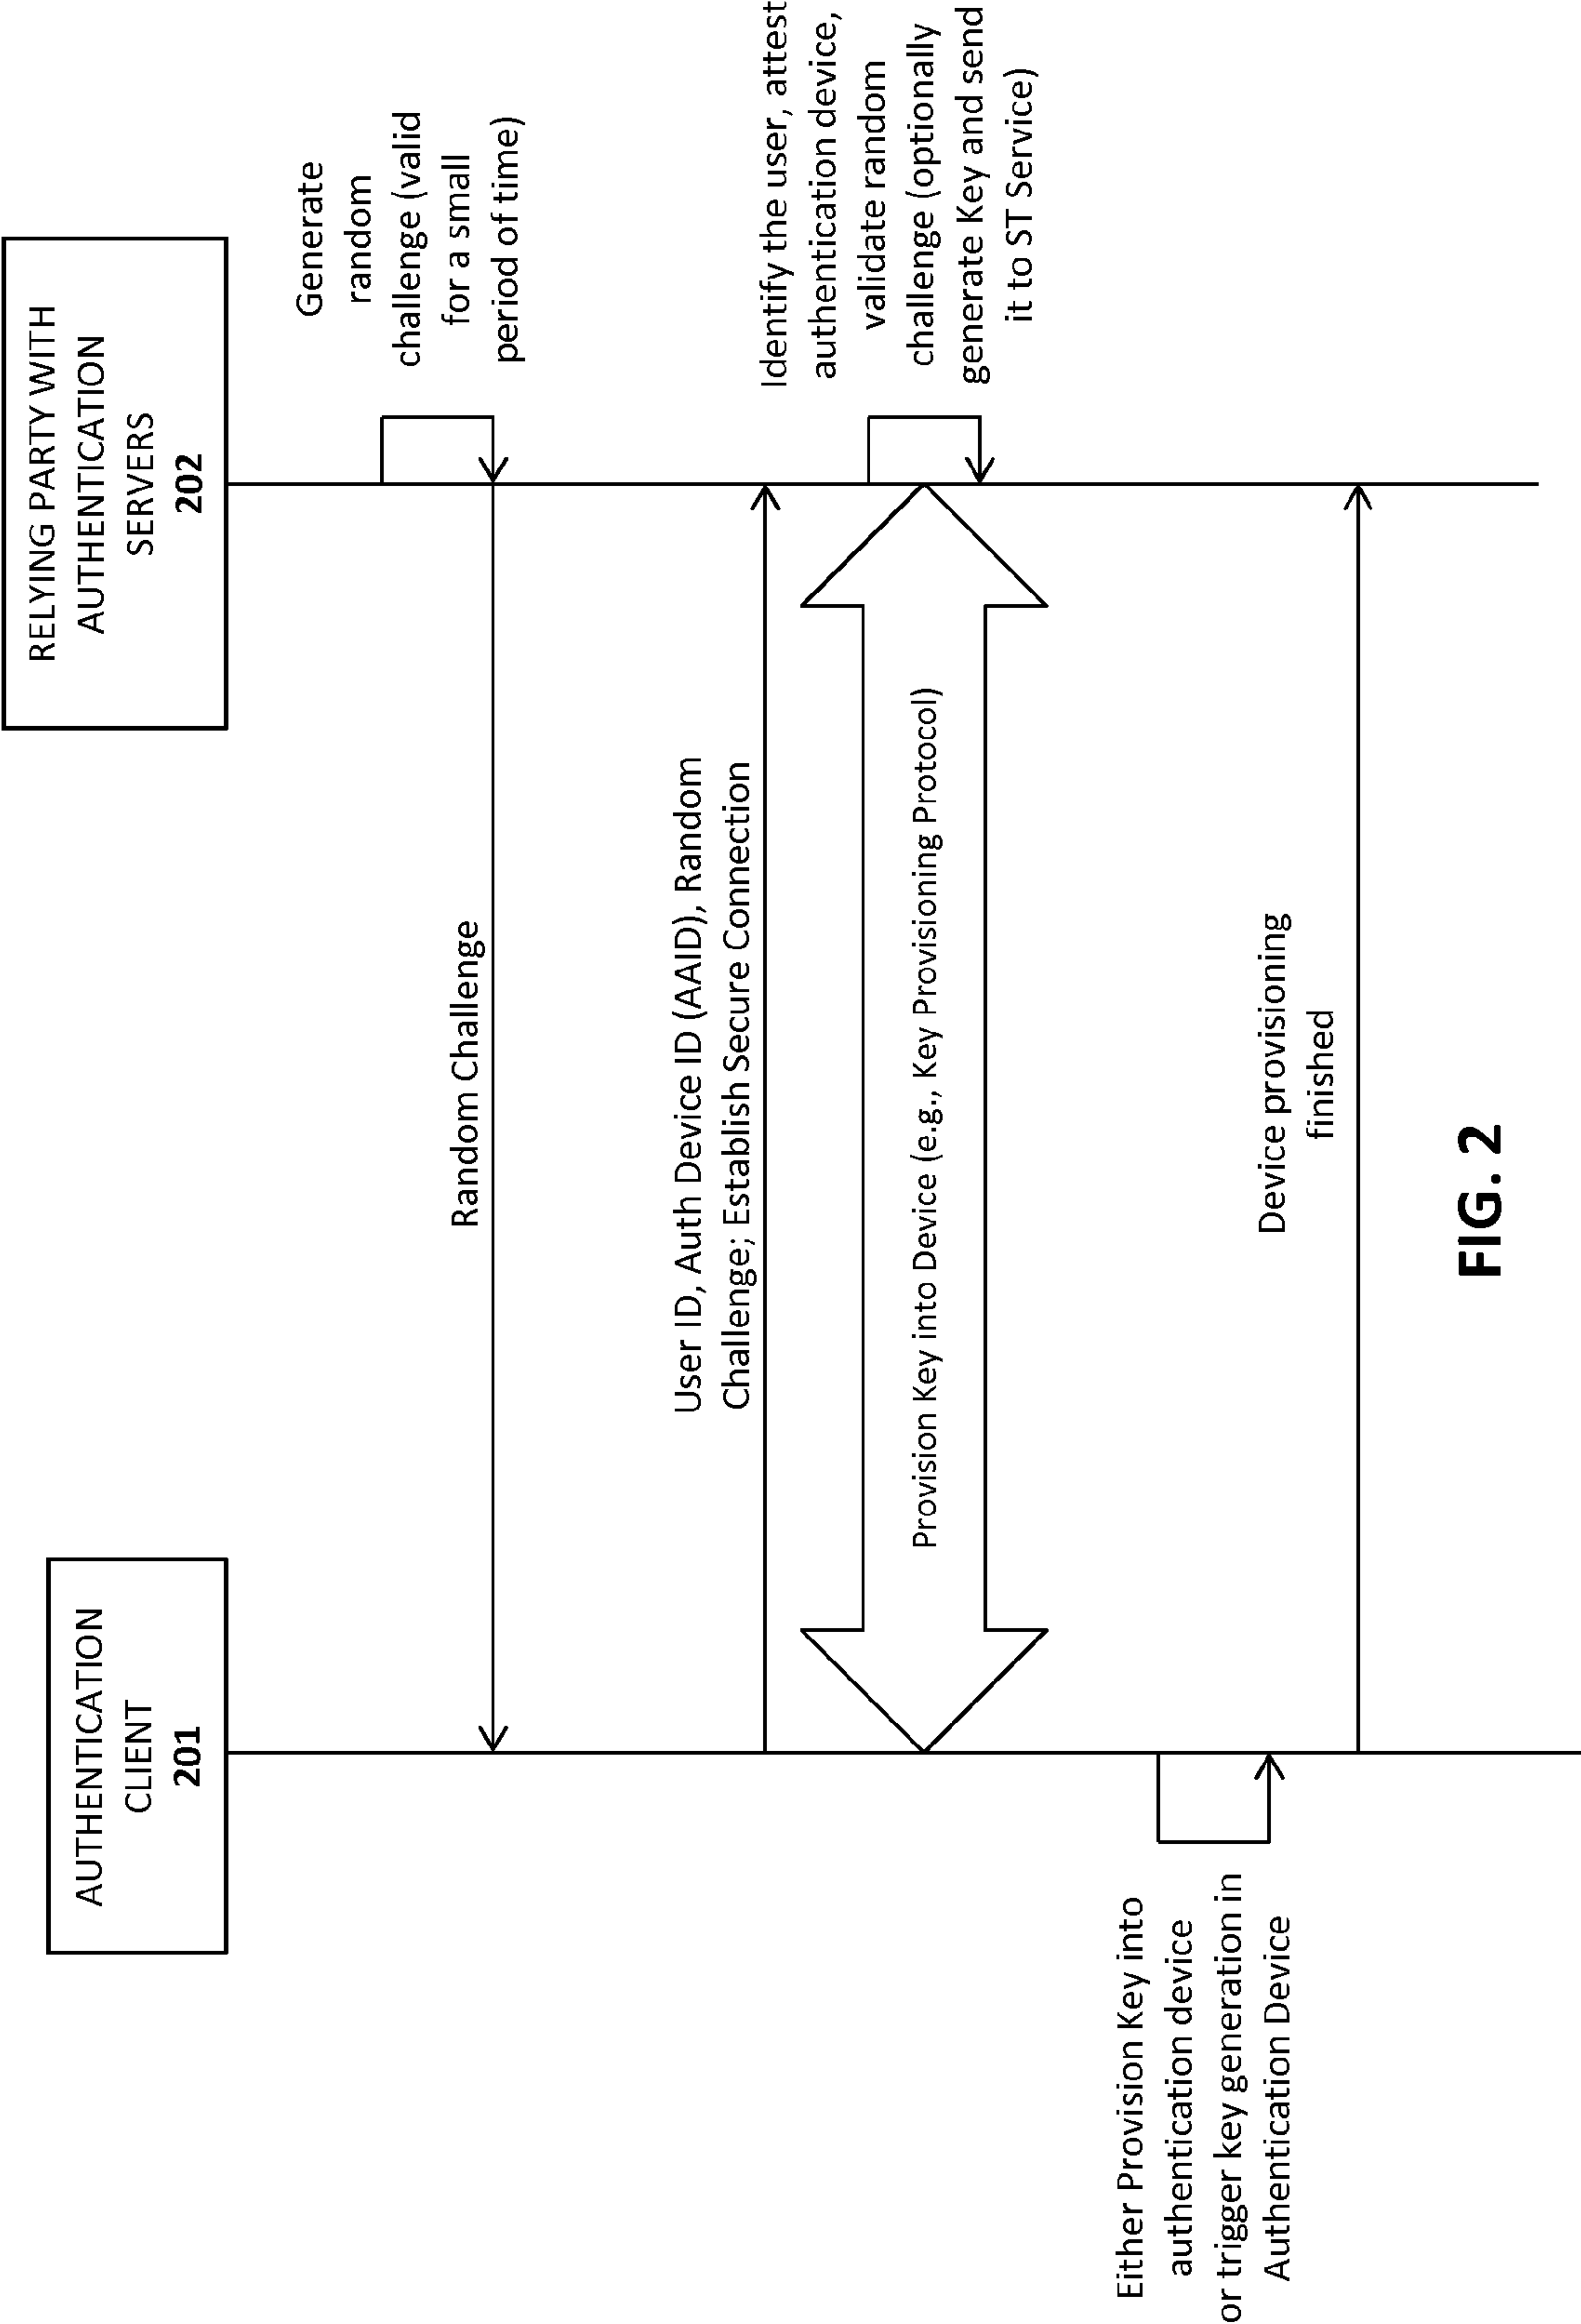 AUTHENTICATION
CLIENT
201
RELYING PARTY WITH
AUTHENTICATION
SERVERS
202
Generate
random
challenge (valid
for a small
period of time)
Random Challenge
User ID, Auth Device ID (AAID), Random
Challenge; Establish Secure Connection
Identify the user, attest
authentication device,
validate random
challenge (optionally
generate Key and send
it to ST Service)
Provision Key into Device (e.g., Key Provisioning Protocol)
Either Provision Key into
authentication device
or trigger key generation in
Authentication Device
Device provisioning
finished
FIG. 2